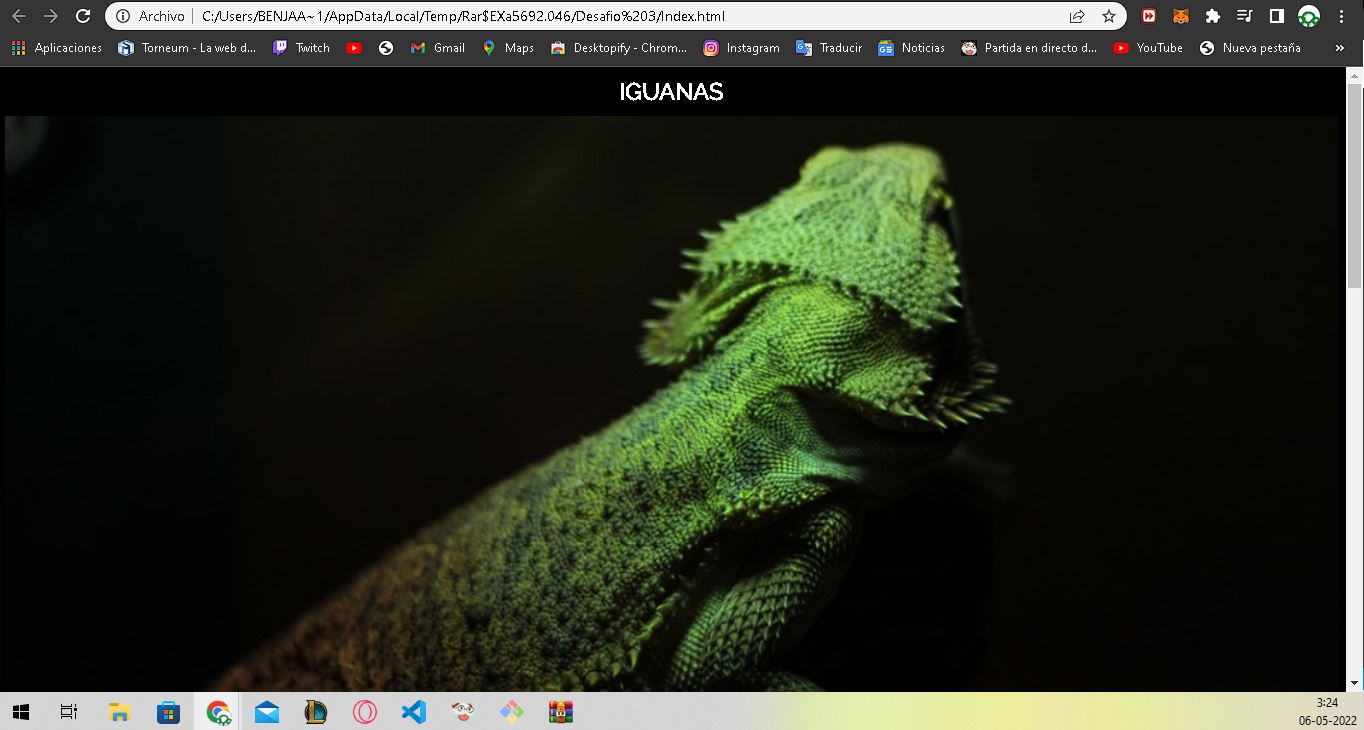 Archivo C:/Users/BENJAA~1/AppData/Local/Temp/Rar$EXa5692.046/Desafio%203/Index.html
Aplicaciones Torneum - La web d... Twitch Gmail Maps Desktopify - Chrom... Instagram Traducir Noticias Partida en directo d... YouTube Nueva pestaña »
IGUANAS
3:24
06-05-2022